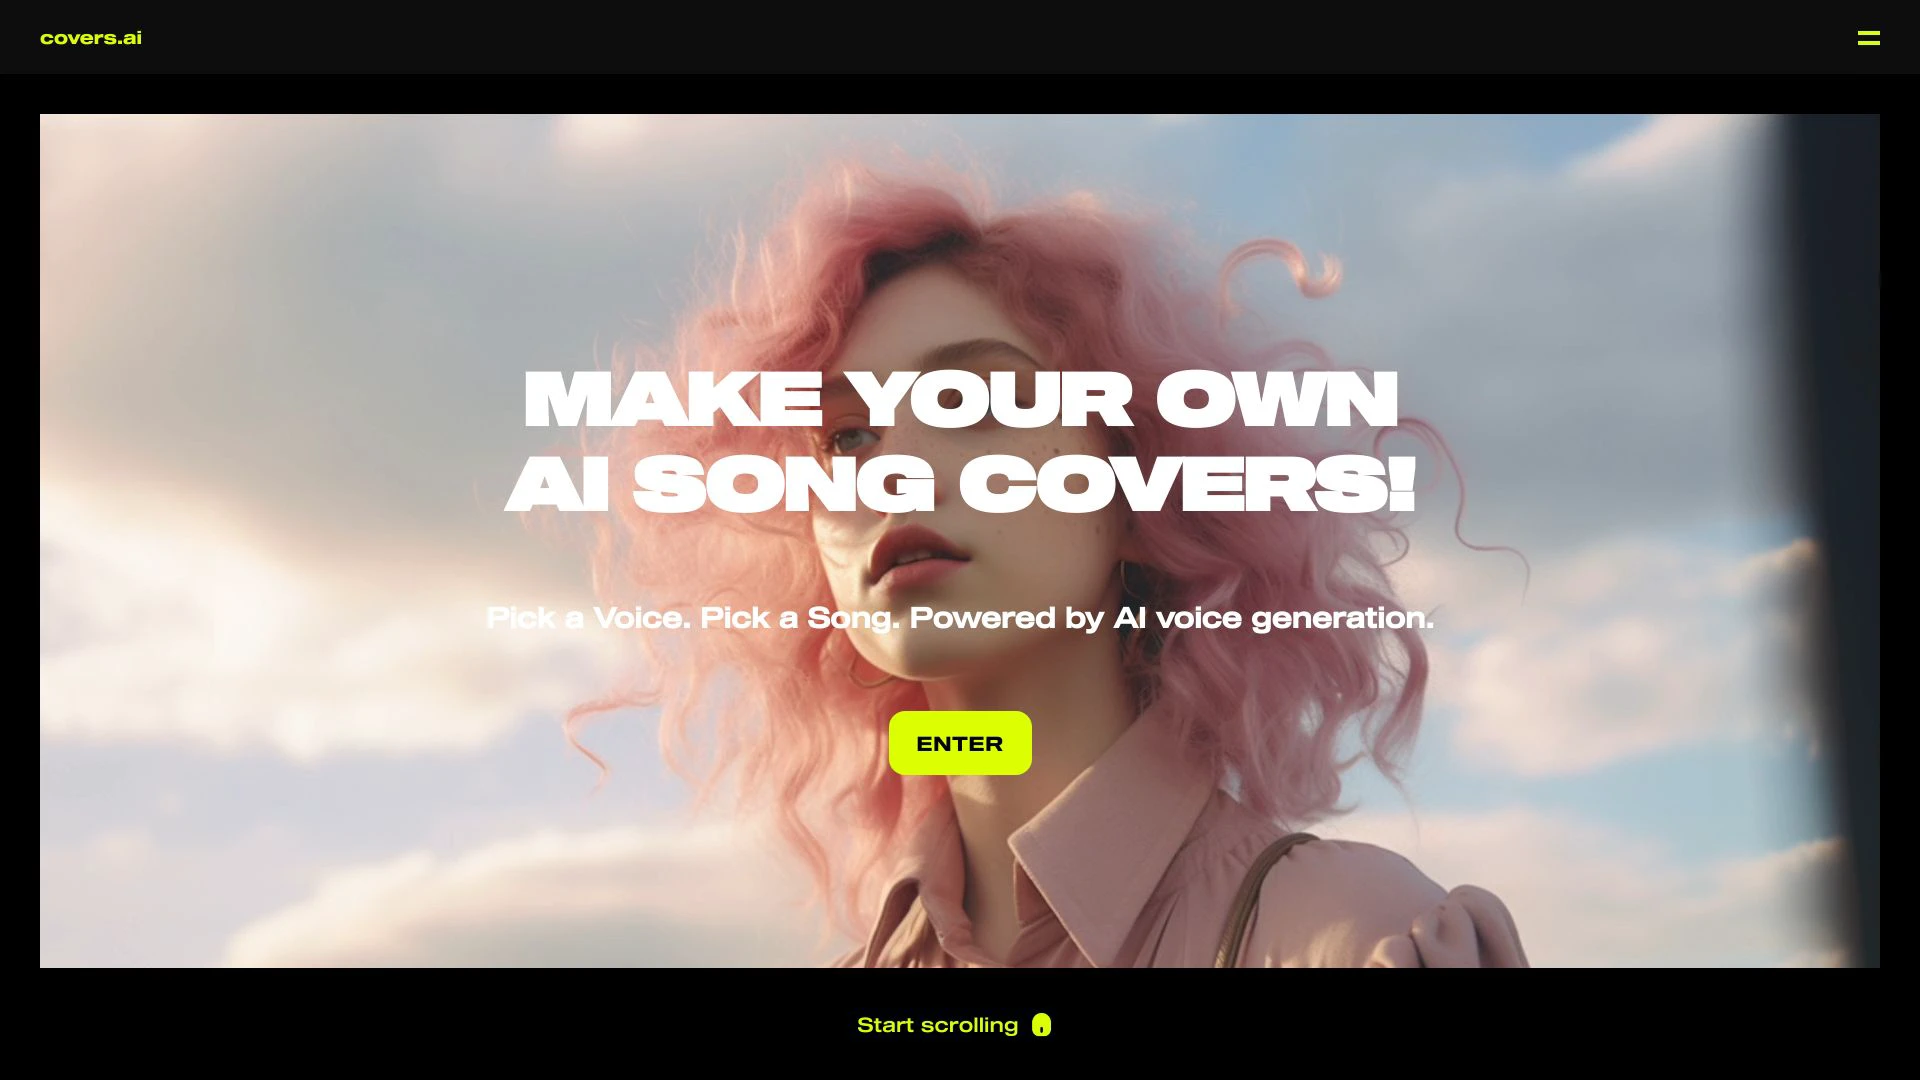 covers.ai
MAKE YOUR OWN
AI SONG COVERS!
Pick a Voice. Pick a Song. Powered by AI voice generation.
ENTER
Start scrolling